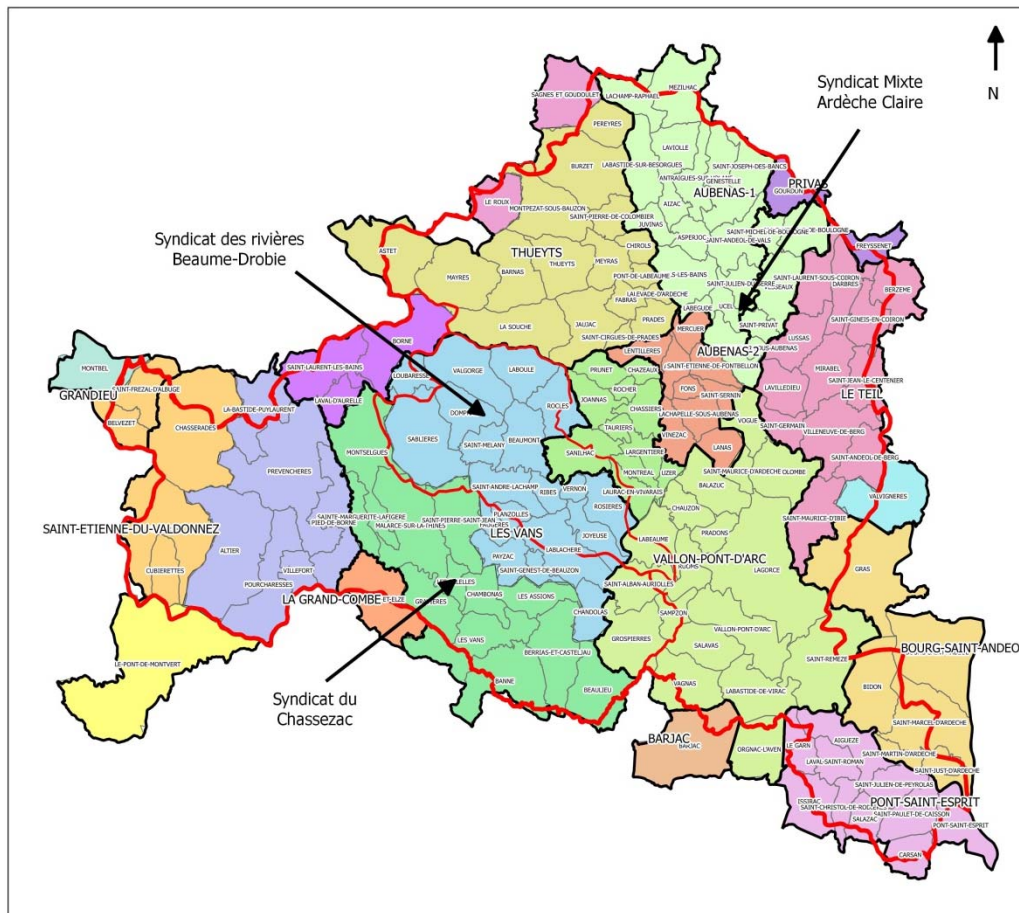 N
Syndicat Mixte
Ardèche Claire
Syndicat des rivières
Beaume-Drobie
Syndicat du
Chassezac
SAGNES ET GOUDOULET
LACHAMP-RAPHAEL
MEZILHAC
PEREYRES
BURZET
LAVIOLLE
LABASTIDE-SUR-BESORGUES
SAINT-JOSEPH-DES-BANCS
GENESTELLE
AUBENAS-1
PRIVAS
GOURDON
LE ROUX
MONTPEZAT-SOUS-BAUZON
AIZAC
SAINT-PIERRE-DE-COLOMBIER
JUVINAS
SAINT-MICHEL-DE-BOULOGNE
ASPERJOC
SAINT-ANDEOL-DE-VALS
FREYSSENET
ASTET
THUEYTS
CHIROLS
MAYRES
BARNAS
THUEYTS
MEYRAS
PONT-DE-LABEAUME
SAINT-LAURENT-SOUS-COIRON
DARBRES
BERZEME
FABRAS
LABEGUDE
UCEL
SAINT-GINEIS-EN-COIRON
LA SOUCHE
JAUJAC
PRADES
SAINT-PRIVAT
MERCUER
SAINT-CIRGUES-DE-PRADES
LUSSAS
BORNE
AUBENAS-2
MIRABEL
LENTILLERES
SAINT-ETIENNE-DE-FONTBELLON
SAINT-JEAN-LE-CENTENIER
MONTBEL
SAINT-LAURENT-LES-BAINS
LOUBARESSE
VALGORGE
LABOULE
PRUNET
CHAZEAUX
LAVILLEDIEU
LE TEIL
GRANDIEU
SAINT-FREZAL-D'ALBUGE
ROCHER
FONS
SAINT-SERNIN
BELVEZET
LAVAL-D'AURELLE
LA-BASTIDE-PUYLAURENT
JOANNAS
CHASSIERS
LACHAPELLE-SOUS-AUBENAS
ROCLES
CHASSERADES
SAINT-MELANY
BEAUMONT
TAURIERS
VOGUE
SAINT-GERMAIN
VILLENEUVE-DE-BERG
SABLIERES
VINEZAC
LANAS
LARGENTIERE
MONTSELGUES
SANILHAC
SAINT-ANDEOL-DE-BERG
PREVENCHERES
MONTREAL
UZER
SAINT-MAURICE-D'ARDECHE
BALAZUC
SAINT-ANDRE-LACHAMP
RIBES
VERNON
LAURAC-EN-VIVARAIS
VALVIGNERES
SAINTE-MARGUERITE-LAFIGERE
PIED-DE-BORNE
MALARCE-SUR-LA-THINES
SAINT-PIERRE-SAINT-JEAN
PLANZOLLES
ROSIERES
CHAUZON
SAINT-MAURICE-D'IBIE
SAINT-ETIENNE-DU-VALDONNEZ
LES VANS
JOYEUSE
PRADONS
ALTIER
LABEAUME
PAYZAC
LABLACHERE
VALLON-PONT-D'ARC
CUBIERETTES
VILLEFORT
SAINT-GENEST-DE-BEAUZON
LAGORCE
GRAS
POURCHARESSES
SAINT-ALBAN-AURIOLLES
LA GRAND-COMBE
CHAMBONAS
LES ASSIONS
CHANDOLAS
SAMPZON
VALLON-PONT-D'ARC
LES VANS
GROSPIERRES
SALAVAS
BOURG-SAINT-ANDEO
LE-PONT-DE-MONTVERT
BERRIAS-ET-CASTELJAU
SAINT-REMEZE
BANNE
BEAULIEU
VAGNAS
LABASTIDE-DE-VIRAC
BIDON
SAINT-MARCEL-D'ARDECHE
BARJAC
BARJAC
ORGNAC-L'AVEN
LE GARN
AIGUEZE
SAINT-MARTIN-D'ARDECHE
LAVAL-SAINT-ROMAN
SAINT-JUST-D'ARDECHE
SAINT-JULIEN-DE-PEYROLAS
ISSIRAC
PONT-SAINT-ESPRIT
SAINT-PAULET-DE-CAISSON
SALAZAC
PONT-SAINT-ESPRIT
CARSAN